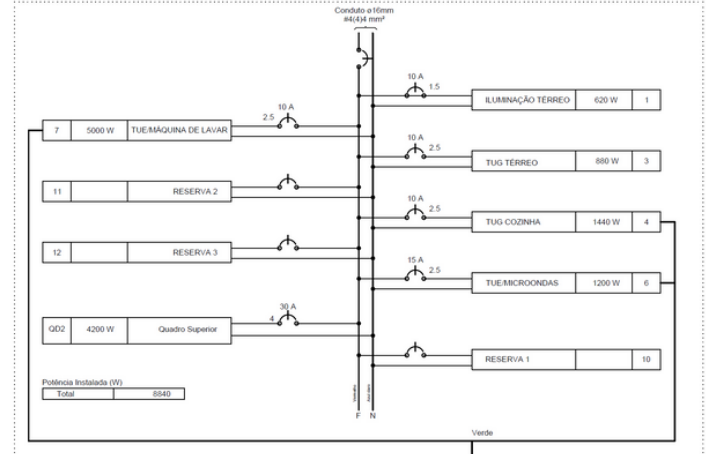 Conduto ø16mm
#4(4)4 mm²
10 A
1.5
ILUMINAÇÃO TÉRREO 620 W 1
10 A
2.5
7 5000 W TUE/MÁQUINA DE LAVAR
10 A
2.5
TUG TÉRREO 880 W 3
11 RESERVA 2
10 A
2.5
TUG COZINHA 1440 W 4
12 RESERVA 3
15 A
2.5
TUE/MICROONDAS 1200 W 6
30 A
4
QD2 4200 W Quadro Superior
RESERVA 1 10
Potência Instalada (W)
Total 8840
Vermelho
F N
Verde